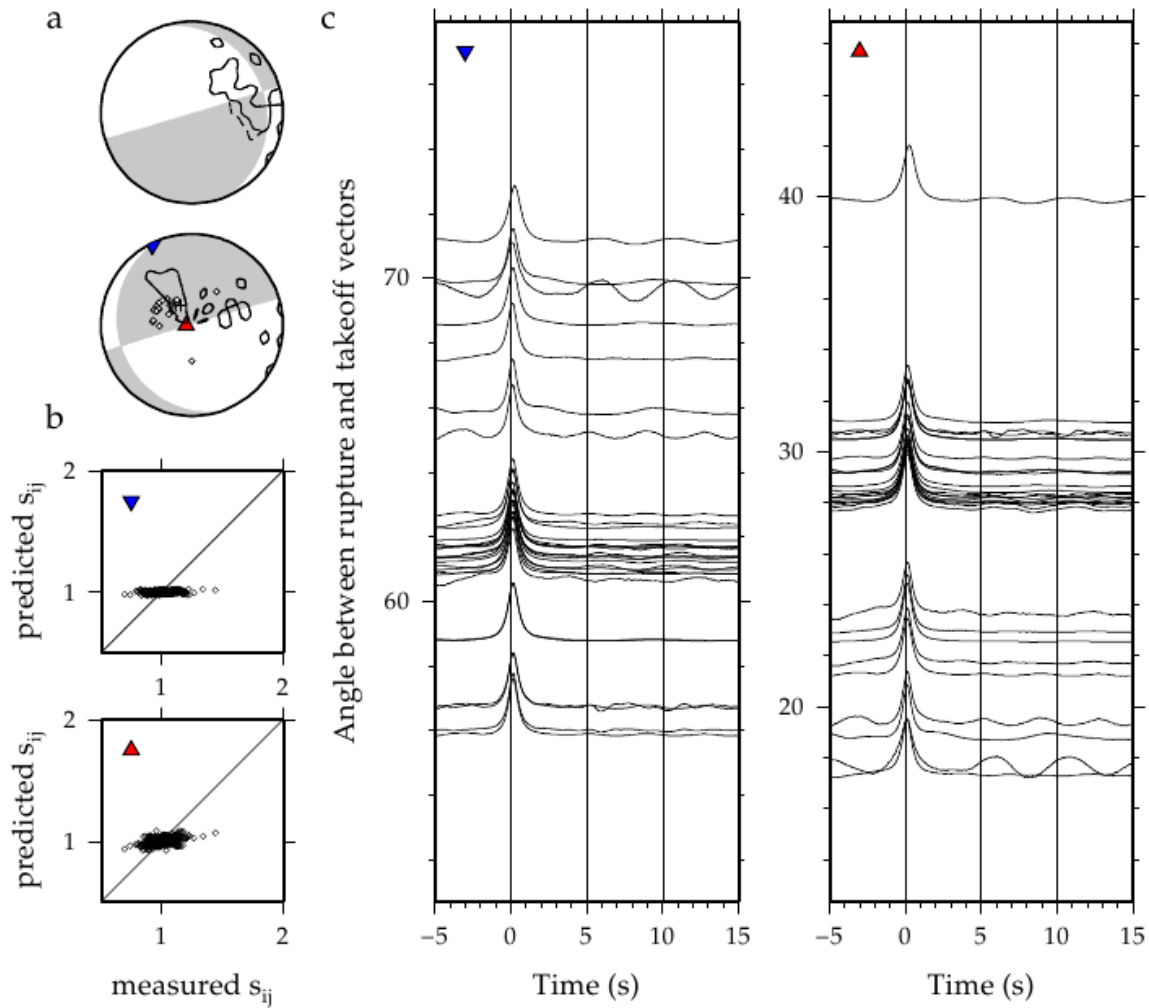 a
c
b
predicted s_ij
2
1
1
2
predicted s_ij
2
1
1
2
measured s_ij
Angle between rupture and takeoff vectors
70
60
−5
0
5
10
15
Time (s)
40
30
20
−5
0
5
10
15
Time (s)